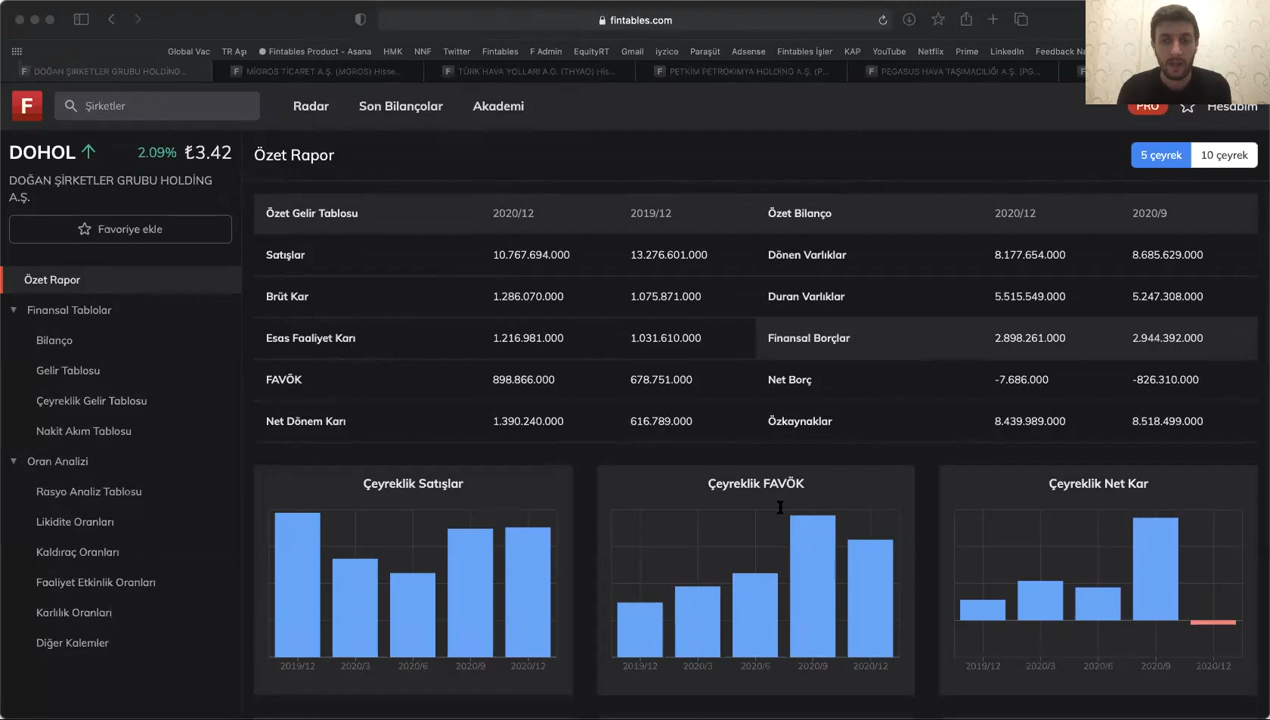 fintables.com
Global Vac TR Aşı Fintables Product - Asana HMK NNF Twitter Fintables F Admin EquityRT Gmail iyzico Paraşüt Adsense Fintables İşler KAP YouTube Netflix Prime LinkedIn Feedback Ne
DOĞAN ŞİRKETLER GRUBU HOLDİNG... MİGROS TİCARET A.Ş. (MGROS) Hisse... TÜRK HAVA YOLLARI A.O. (THYAO) His... PETKİM PETROKİMYA HOLDİNG A.Ş. (P... PEGASUS HAVA TAŞIMACILIĞI A.Ş. (PG...
F Şirketler Radar Son Bilançolar Akademi PRO Hesabım
DOHOL 2.09% ₺3.42
DOĞAN ŞİRKETLER GRUBU HOLDİNG
A.Ş.
Favoriye ekle
Özet Rapor
Finansal Tablolar
Bilanço
Gelir Tablosu
Çeyreklik Gelir Tablosu
Nakit Akım Tablosu
Oran Analizi
Rasyo Analiz Tablosu
Likidite Oranları
Kaldıraç Oranları
Faaliyet Etkinlik Oranları
Karlılık Oranları
Diğer Kalemler
Özet Rapor 5 çeyrek 10 çeyrek
Özet Gelir Tablosu 2020/12 2019/12 Özet Bilanço 2020/12 2020/9
Satışlar 10.767.694.000 13.276.601.000 Dönen Varlıklar 8.177.654.000 8.685.629.000
Brüt Kar 1.286.070.000 1.075.871.000 Duran Varlıklar 5.515.549.000 5.247.308.000
Esas Faaliyet Karı 1.216.981.000 1.031.610.000 Finansal Borçlar 2.898.261.000 2.944.392.000
FAVÖK 898.866.000 678.751.000 Net Borç -7.686.000 -826.310.000
Net Dönem Karı 1.390.240.000 616.789.000 Özkaynaklar 8.439.989.000 8.518.499.000
Çeyreklik Satışlar Çeyreklik FAVÖK Çeyreklik Net Kar
2019/12 2020/3 2020/6 2020/9 2020/12 2019/12 2020/3 2020/6 2020/9 2020/12 2019/12 2020/3 2020/6 2020/9 2020/12